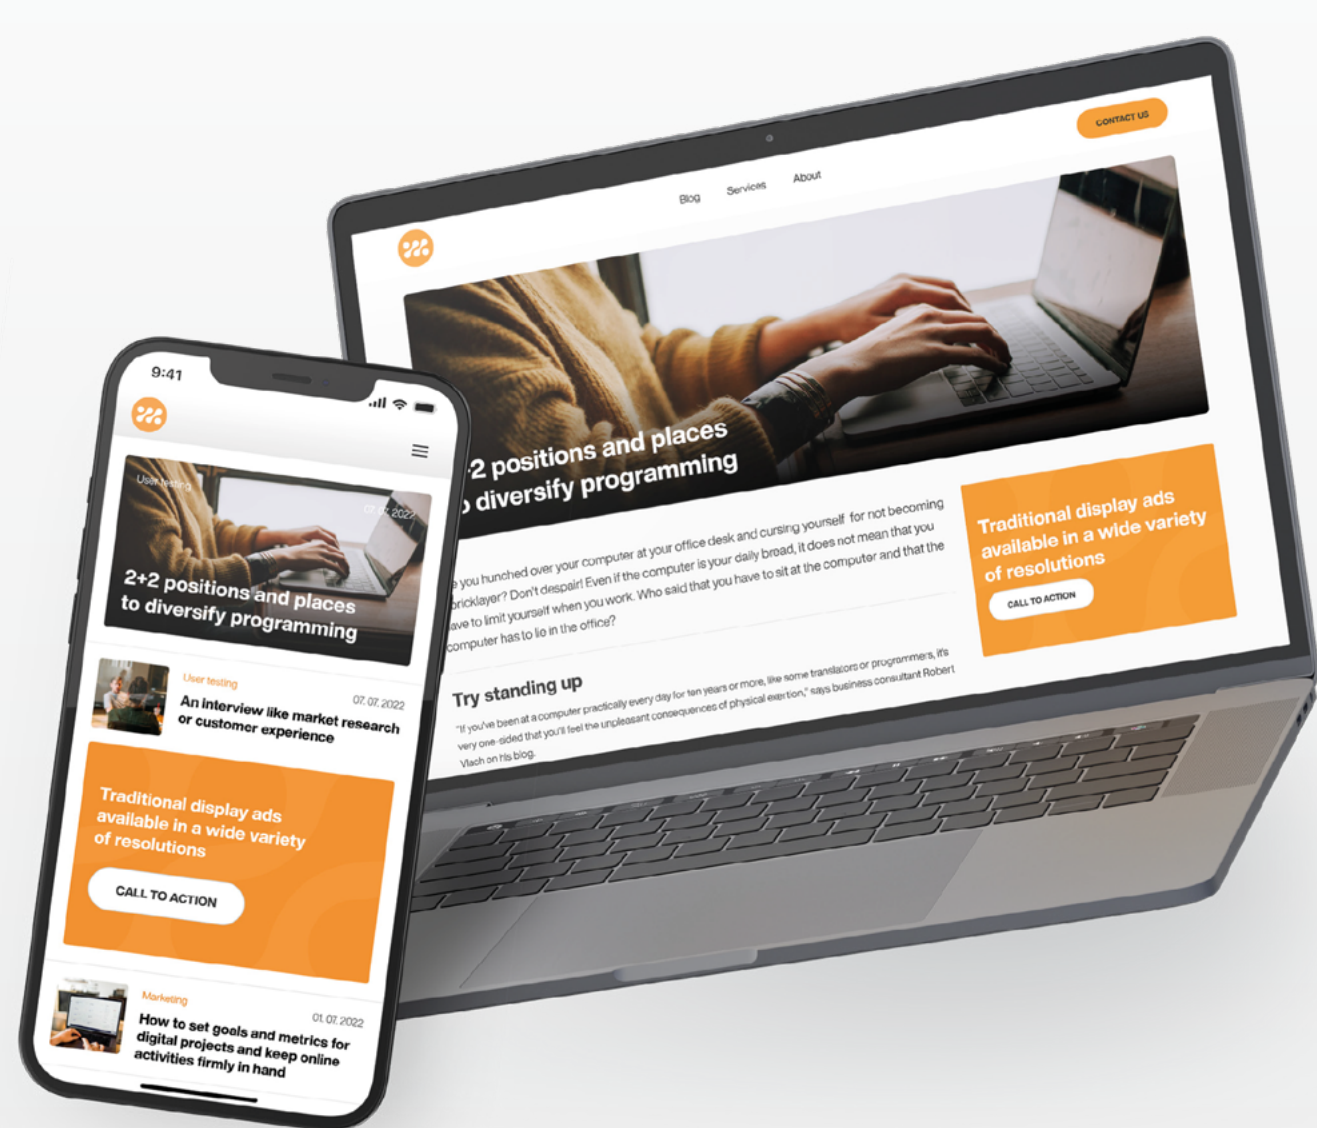 9:41
User testing
07. 07. 2022
2+2 positions and places
to diversify programming
User testing
07. 07. 2022
An interview like market research
or customer experience
Traditional display ads
available in a wide variety
of resolutions
CALL TO ACTION
Marketing
01. 07. 2022
How to set goals and metrics for
digital projects and keep online
activities firmly in hand
CONTACT US
Blog Services About
2 positions and places
diversify programming
you hunched over your computer at your office desk and cursing yourself for not becoming
bricklayer? Don't despair! Even if the computer is your daily bread, it does not mean that you
to limit yourself when you work. Who said that you have to sit at the computer and that the
computer has to lie in the office?
Try standing up
"If you've been at a computer practically every day for ten years or more, like some translators or programmers, it's
very one-sided that you'll feel the unpleasant consequences of physical exertion," says business consultant Robert
Vlach on his blog.
Traditional display ads
available in a wide variety
of resolutions
CALL TO ACTION